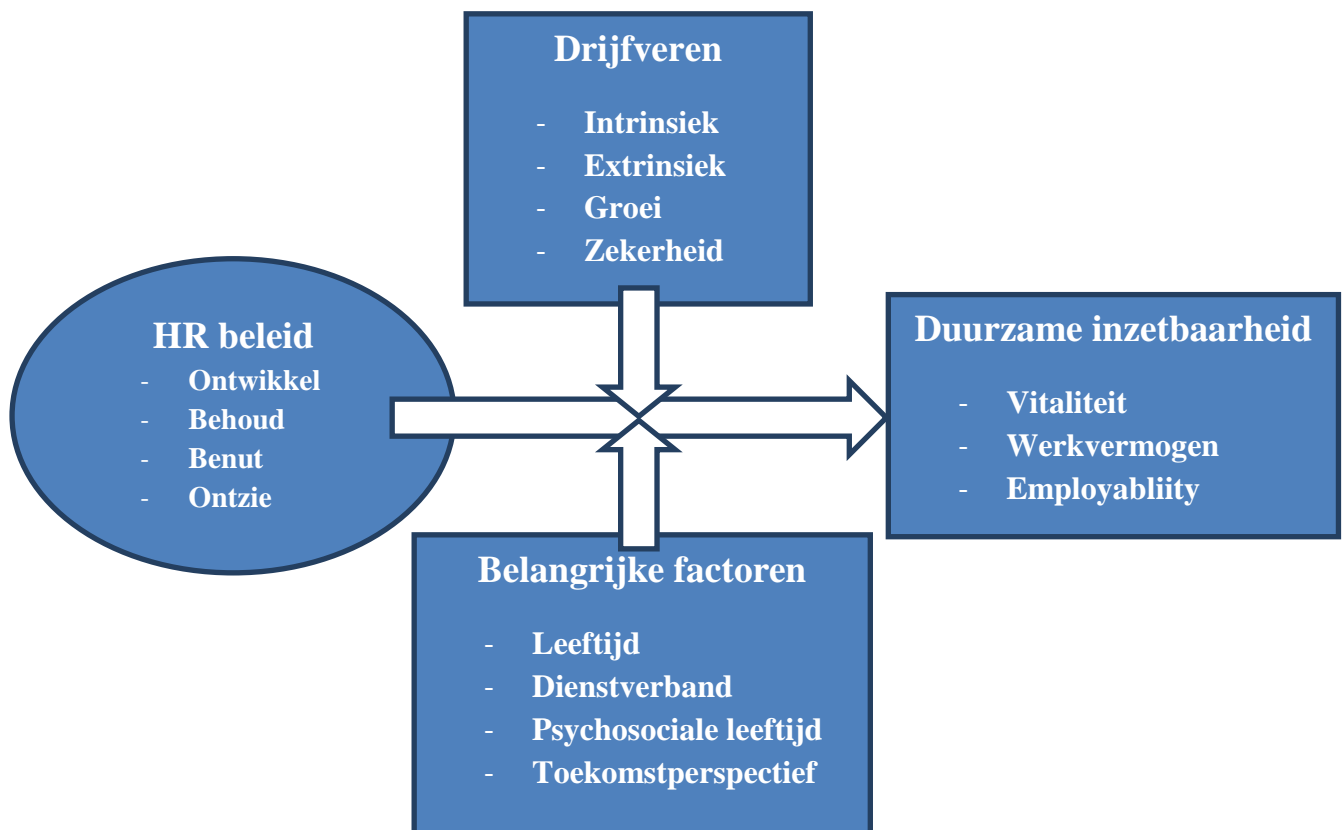 Drijfveren
- Intrinsiek
- Extrinsiek
- Groei
- Zekerheid
HR beleid
- Ontwikkel
- Behoud
- Benut
- Ontzie
Duurzame inzetbaarheid
- Vitaliteit
- Werkvermogen
- Employabliity
Belangrijke factoren
- Leeftijd
- Dienstverband
- Psychosociale leeftijd
- Toekomstperspectief